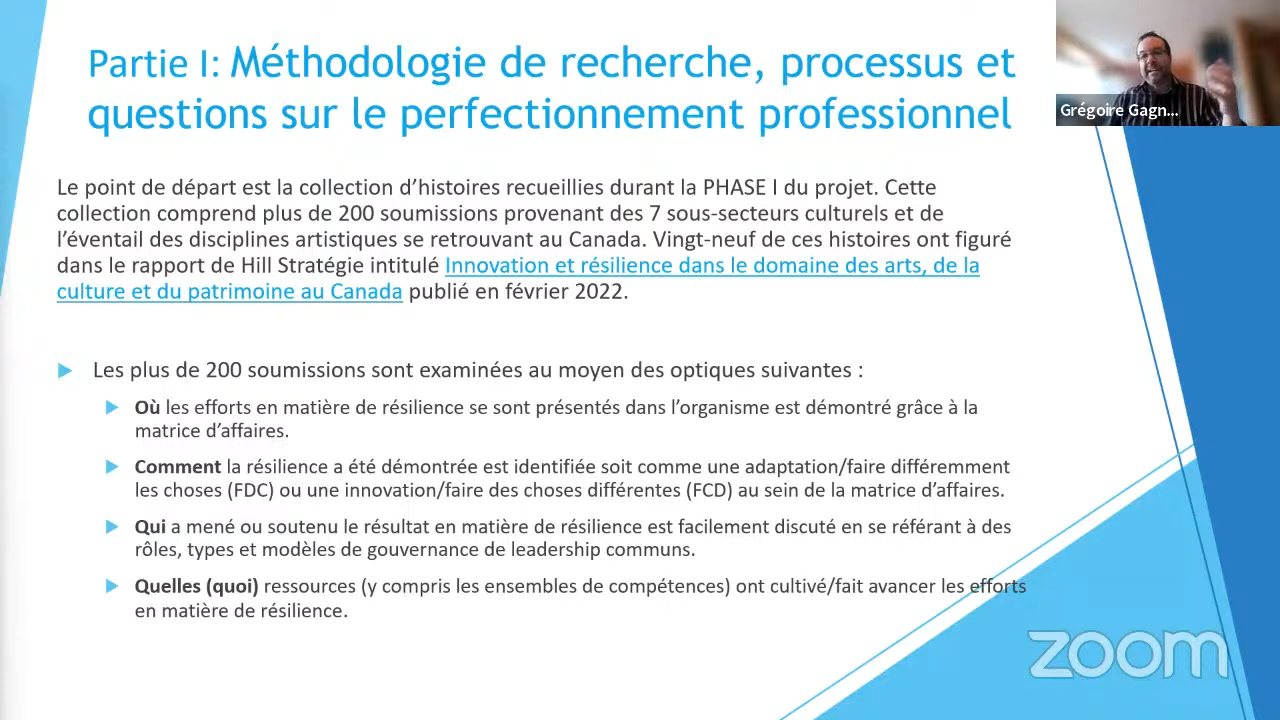 Partie I: Méthodologie de recherche, processus et
questions sur le perfectionnement professionnel
Grégoire Gagn...
Le point de départ est la collection d’histoires recueillies durant la PHASE I du projet. Cette
collection comprend plus de 200 soumissions provenant des 7 sous-secteurs culturels et de
l’éventail des disciplines artistiques se retrouvant au Canada. Vingt-neuf de ces histoires ont figuré
dans le rapport de Hill Stratégie intitulé Innovation et résilience dans le domaine des arts, de la
culture et du patrimoine au Canada publié en février 2022.
Les plus de 200 soumissions sont examinées au moyen des optiques suivantes :
Où les efforts en matière de résilience se sont présentés dans l’organisme est démontré grâce à la
matrice d’affaires.
Comment la résilience a été démontrée est identifiée soit comme une adaptation/faire différemment
les choses (FDC) ou une innovation/faire des choses différentes (FCD) au sein de la matrice d’affaires.
Qui a mené ou soutenu le résultat en matière de résilience est facilement discuté en se référant à des
rôles, types et modèles de gouvernance de leadership communs.
Quelles (quoi) ressources (y compris les ensembles de compétences) ont cultivé/fait avancer les efforts
en matière de résilience.
zoom